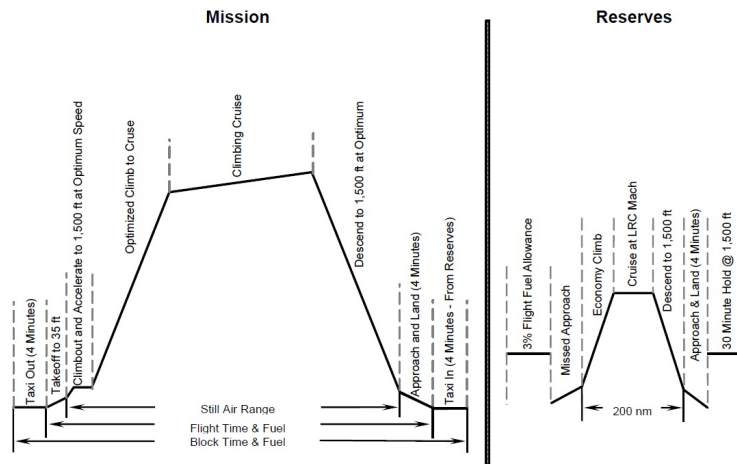 Mission
Reserves
Taxi Out (4 Minutes)
Takeoff to 35 ft
Climbout and Accelerate to 1,500 ft at Optimum Speed
Optimized Climb to Cruse
Climbing Cruise
Descend to 1,500 ft at Optimum
Approach and Land (4 Minutes)
Taxi In (4 Minutes - From Reserves)
Still Air Range
Flight Time & Fuel
Block Time & Fuel
3% Flight Fuel Allowance
Missed Approach
Economy Climb
Cruise at LRC Mach
Descend to 1,500 ft
Approach & Land (4 Minutes)
30 Minute Hold @ 1,500 ft
200 nm